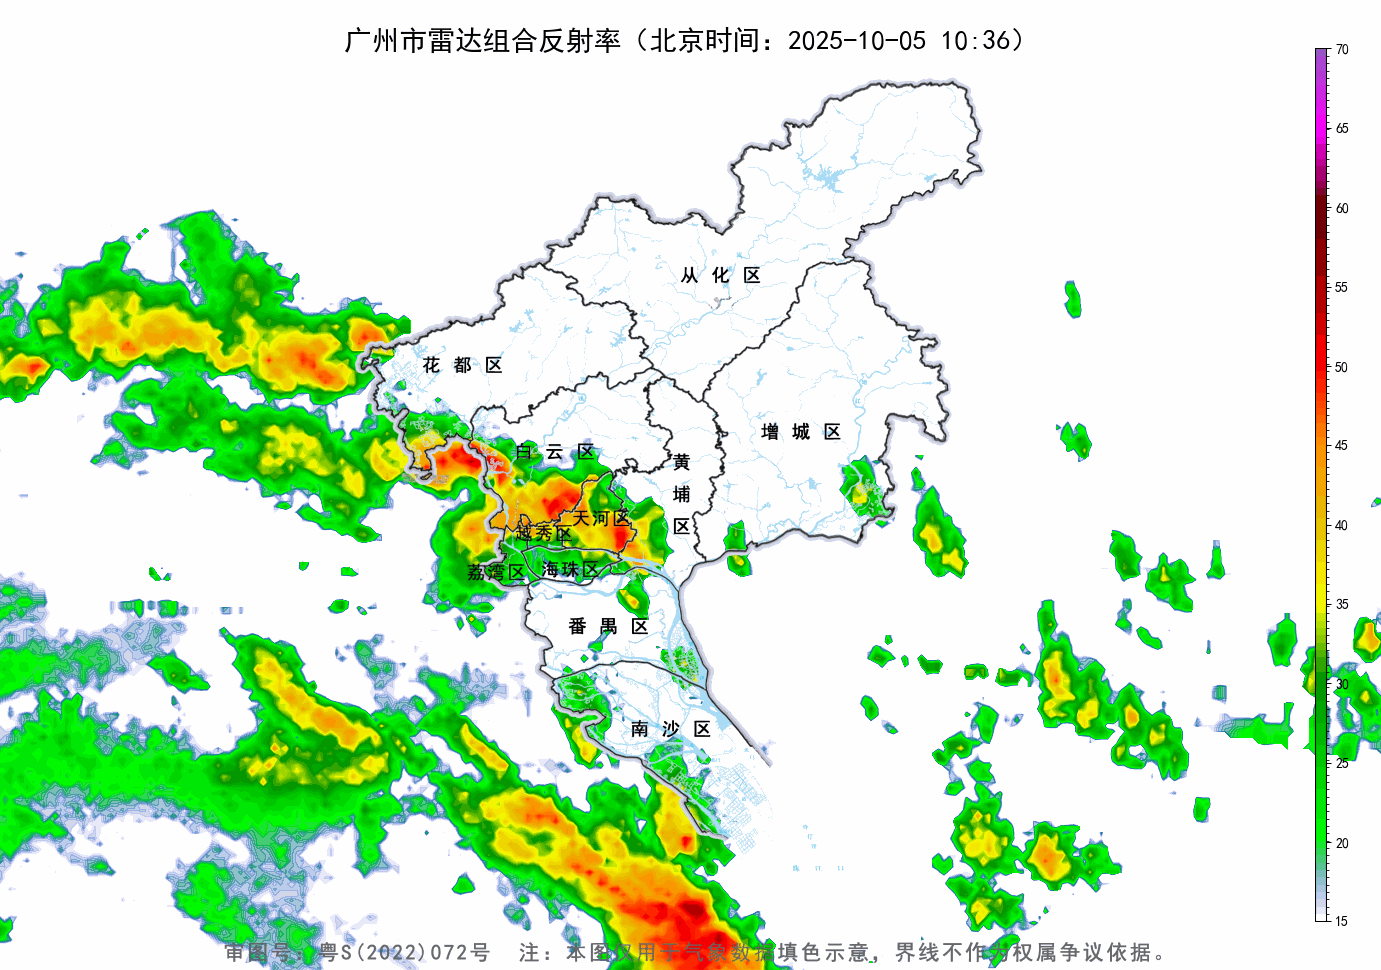 广州市雷达组合反射率（北京时间：2025-10-05 10:36）
70
65
60
55
50
45
40
35
30
25
20
15
从化区
花都区
增城区
白云区
黄埔区
天河区
越秀区
海珠区
荔湾区
番禺区
南沙区
审图号：粤S(2022)072号 注：本图仅用于气象数据填色示意，界线不作为权属争议依据。